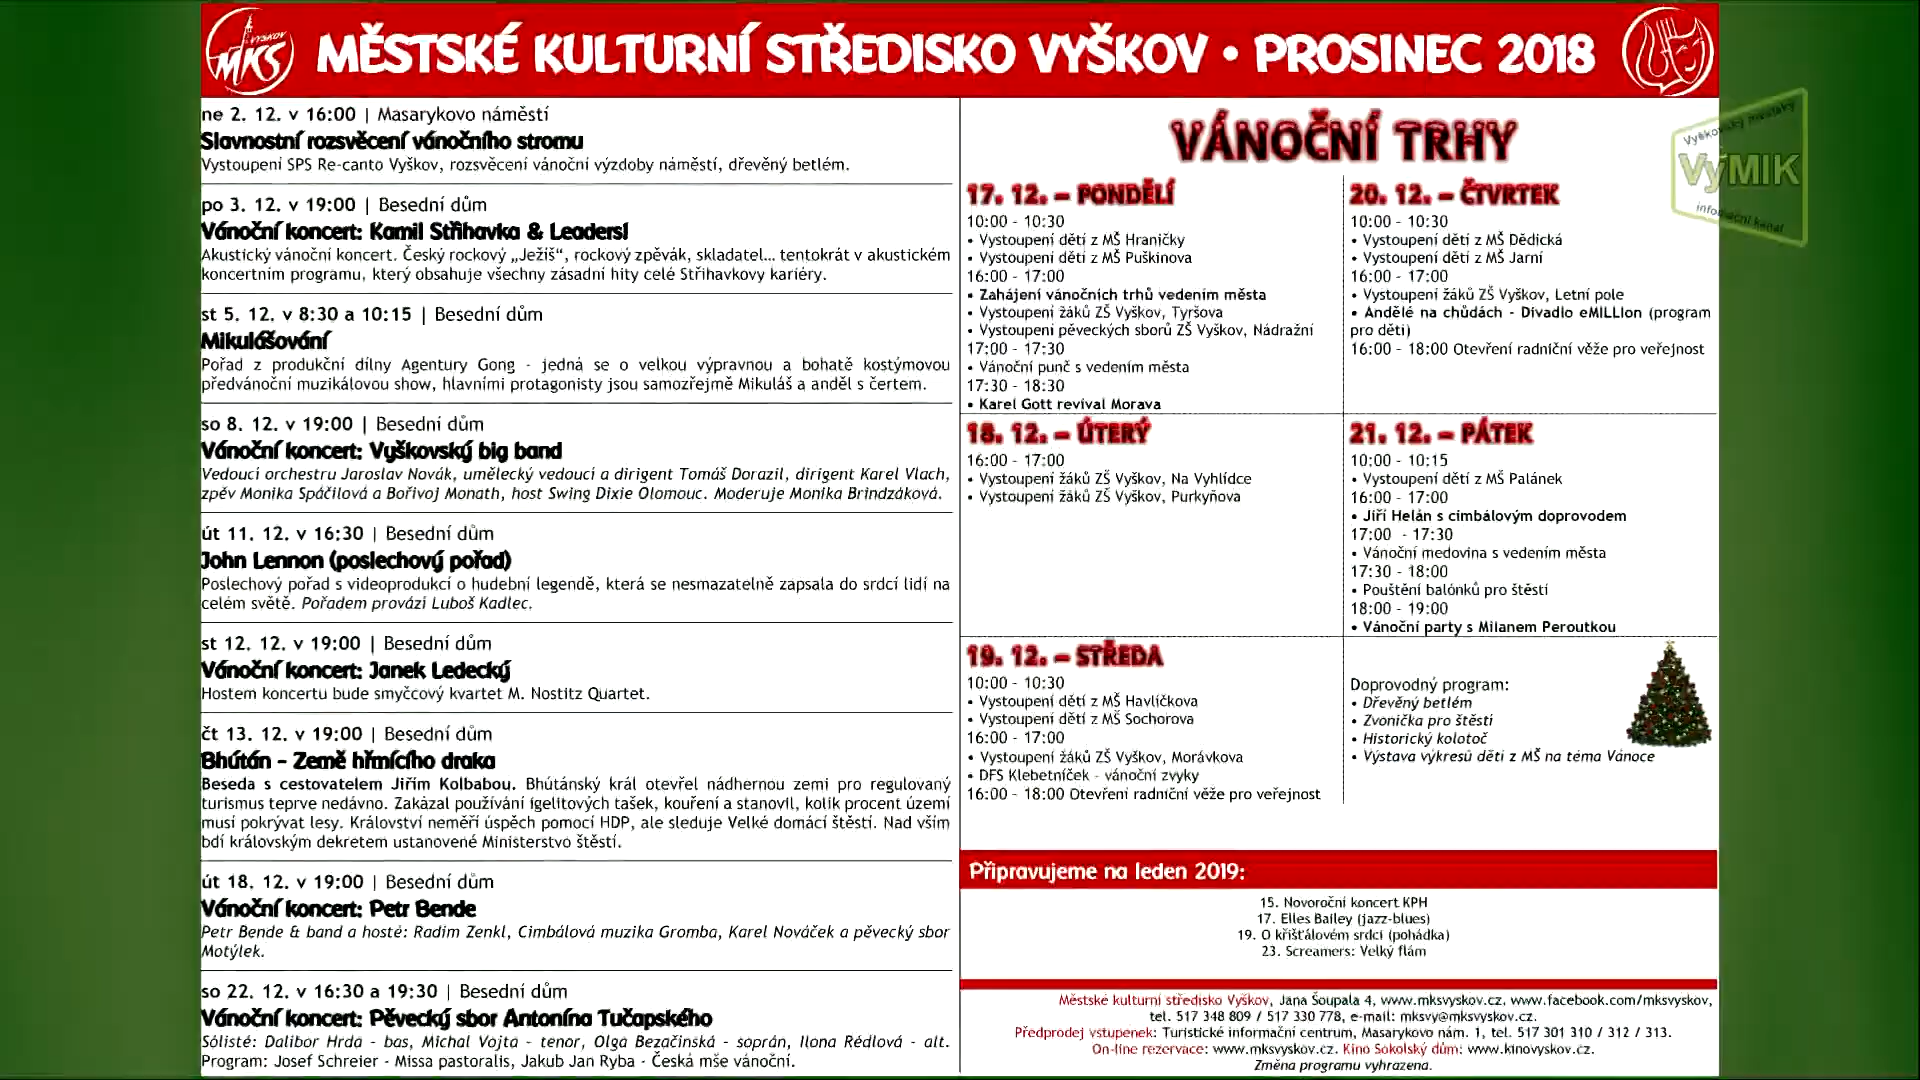 MKS VYŠKOV
MĚSTSKÉ KULTURNÍ STŘEDISKO VYŠKOV • PROSINEC 2018
ne 2. 12. v 16:00 | Masarykovo náměstí
Slavnostní rozsvěcení vánočního stromu
Vystoupení SPS Re-canto Vyškov, rozsvěcení vánoční výzdoby náměstí, dřevěný betlém.
po 3. 12. v 19:00 | Besední dům
Vánoční koncert: Kamil Střihavka & Leaders!
Akustický vánoční koncert. Český rockový „Ježíš“, rockový zpěvák, skladatel... tentokrát v akustickém
koncertním programu, který obsahuje všechny zásadní hity celé Střihavkovy kariéry.
st 5. 12. v 8:30 a 10:15 | Besední dům
Mikulášování
Pořad z produkční dílny Agentury Gong - jedná se o velkou výpravnou a bohatě kostýmovou
předvánoční muzikálovou show, hlavními protagonisty jsou samozřejmě Mikuláš a anděl s čertem.
so 8. 12. v 19:00 | Besední dům
Vánoční koncert: Vyškovský big band
Vedoucí orchestru Jaroslav Novák, umělecký vedoucí a dirigent Tomáš Dorazil, dirigent Karel Vlach,
zpěv Monika Spáčilová a Bořivoj Monath, host Swing Dixie Olomouc. Moderuje Monika Brindzáková.
út 11. 12. v 16:30 | Besední dům
John Lennon (poslechový pořad)
Poslechový pořad s videoprodukcí o hudební legendě, která se nesmazatelně zapsala do srdcí lidí na
celém světě. Pořadem provází Luboš Kadlec.
st 12. 12. v 19:00 | Besední dům
Vánoční koncert: Janek Ledecký
Hostem koncertu bude smyčcový kvartet M. Nostitz Quartet.
čt 13. 12. v 19:00 | Besední dům
Bhútán - Země hřmícího draka
Beseda s cestovatelem Jiřím Kolbabou. Bhútánský král otevřel nádhernou zemi pro regulovaný
turismus teprve nedávno. Zakázal používání igelitových tašek, kouření a stanovil, kolik procent území
musí pokrývat lesy. Království neměří úspěch pomocí HDP, ale sleduje Velké domácí štěstí. Nad vším
bdí královským dekretem ustanovené Ministerstvo štěstí.
út 18. 12. v 19:00 | Besední dům
Vánoční koncert: Petr Bende
Petr Bende & band a hosté: Radim Zenkl, Cimbálová muzika Gromba, Karel Nováček a pěvecký sbor
Motýlek.
so 22. 12. v 16:30 a 19:30 | Besední dům
Vánoční koncert: Pěvecký sbor Antonína Tučapského
Sólisté: Dalibor Hrda - bas, Michal Vojta - tenor, Olga Bezačinská - soprán, Ilona Rédlová - alt.
Program: Josef Schreier - Missa pastoralis, Jakub Jan Ryba - Česká mše vánoční.
VÁNOČNÍ TRHY
17. 12. – PONDĚLÍ
10:00 - 10:30
• Vystoupení dětí z MŠ Hraničky
• Vystoupení dětí z MŠ Puškinova
16:00 - 17:00
• Zahájení vánočních trhů vedením města
• Vystoupení žáků ZŠ Vyškov, Tyršova
• Vystoupení pěveckých sborů ZŠ Vyškov, Nádražní
17:00 - 17:30
• Vánoční punč s vedením města
17:30 - 18:30
• Karel Gott revival Morava
18. 12. – ÚTERÝ
16:00 - 17:00
• Vystoupení žáků ZŠ Vyškov, Na Vyhlídce
• Vystoupení žáků ZŠ Vyškov, Purkyňova
19. 12. – STŘEDA
10:00 - 10:30
• Vystoupení dětí z MŠ Havlíčkova
• Vystoupení dětí z MŠ Sochorova
16:00 - 17:00
• Vystoupení žáků ZŠ Vyškov, Morávkova
• DFS Klebetníček - vánoční zvyky
16:00 - 18:00 Otevření radniční věže pro veřejnost
20. 12. – ČTVRTEK
10:00 - 10:30
• Vystoupení dětí z MŠ Dědická
• Vystoupení dětí z MŠ Jarní
16:00 - 17:00
• Vystoupení žáků ZŠ Vyškov, Letní pole
• Andělé na chůdách - Divadlo eMILLIon (program
pro děti)
16:00 - 18:00 Otevření radniční věže pro veřejnost
21. 12. – PÁTEK
10:00 - 10:15
• Vystoupení dětí z MŠ Palánek
16:00 - 17:00
• Jiří Helán s cimbálovým doprovodem
17:00 - 17:30
• Vánoční medovina s vedením města
17:30 - 18:00
• Pouštění balónků pro štěstí
18:00 - 19:00
• Vánoční party s Milanem Peroutkou
Doprovodný program:
• Dřevěný betlém
• Zvonička pro štěstí
• Historický kolotoč
• Výstava výkresů dětí z MŠ na téma Vánoce
Připravujeme na leden 2019:
15. Novoroční koncert KPH
17. Elles Bailey (jazz-blues)
19. O křišťálovém srdci (pohádka)
23. Screamers: Velký flám
Městské kulturní středisko Vyškov, Jana Šoupala 4, www.mksvyskov.cz, www.facebook.com/mksvyskov,
tel. 517 348 809 / 517 330 778, e-mail: mksvy@mksvyskov.cz.
Předprodej vstupenek: Turistické informační centrum, Masarykovo nám. 1, tel. 517 301 310 / 312 / 313.
On-line rezervace: www.mksvyskov.cz. Kino Sokolský dům: www.kinovyskov.cz.
Změna programu vyhrazena.
Vyškovský městský
VyMIK
informační kanál